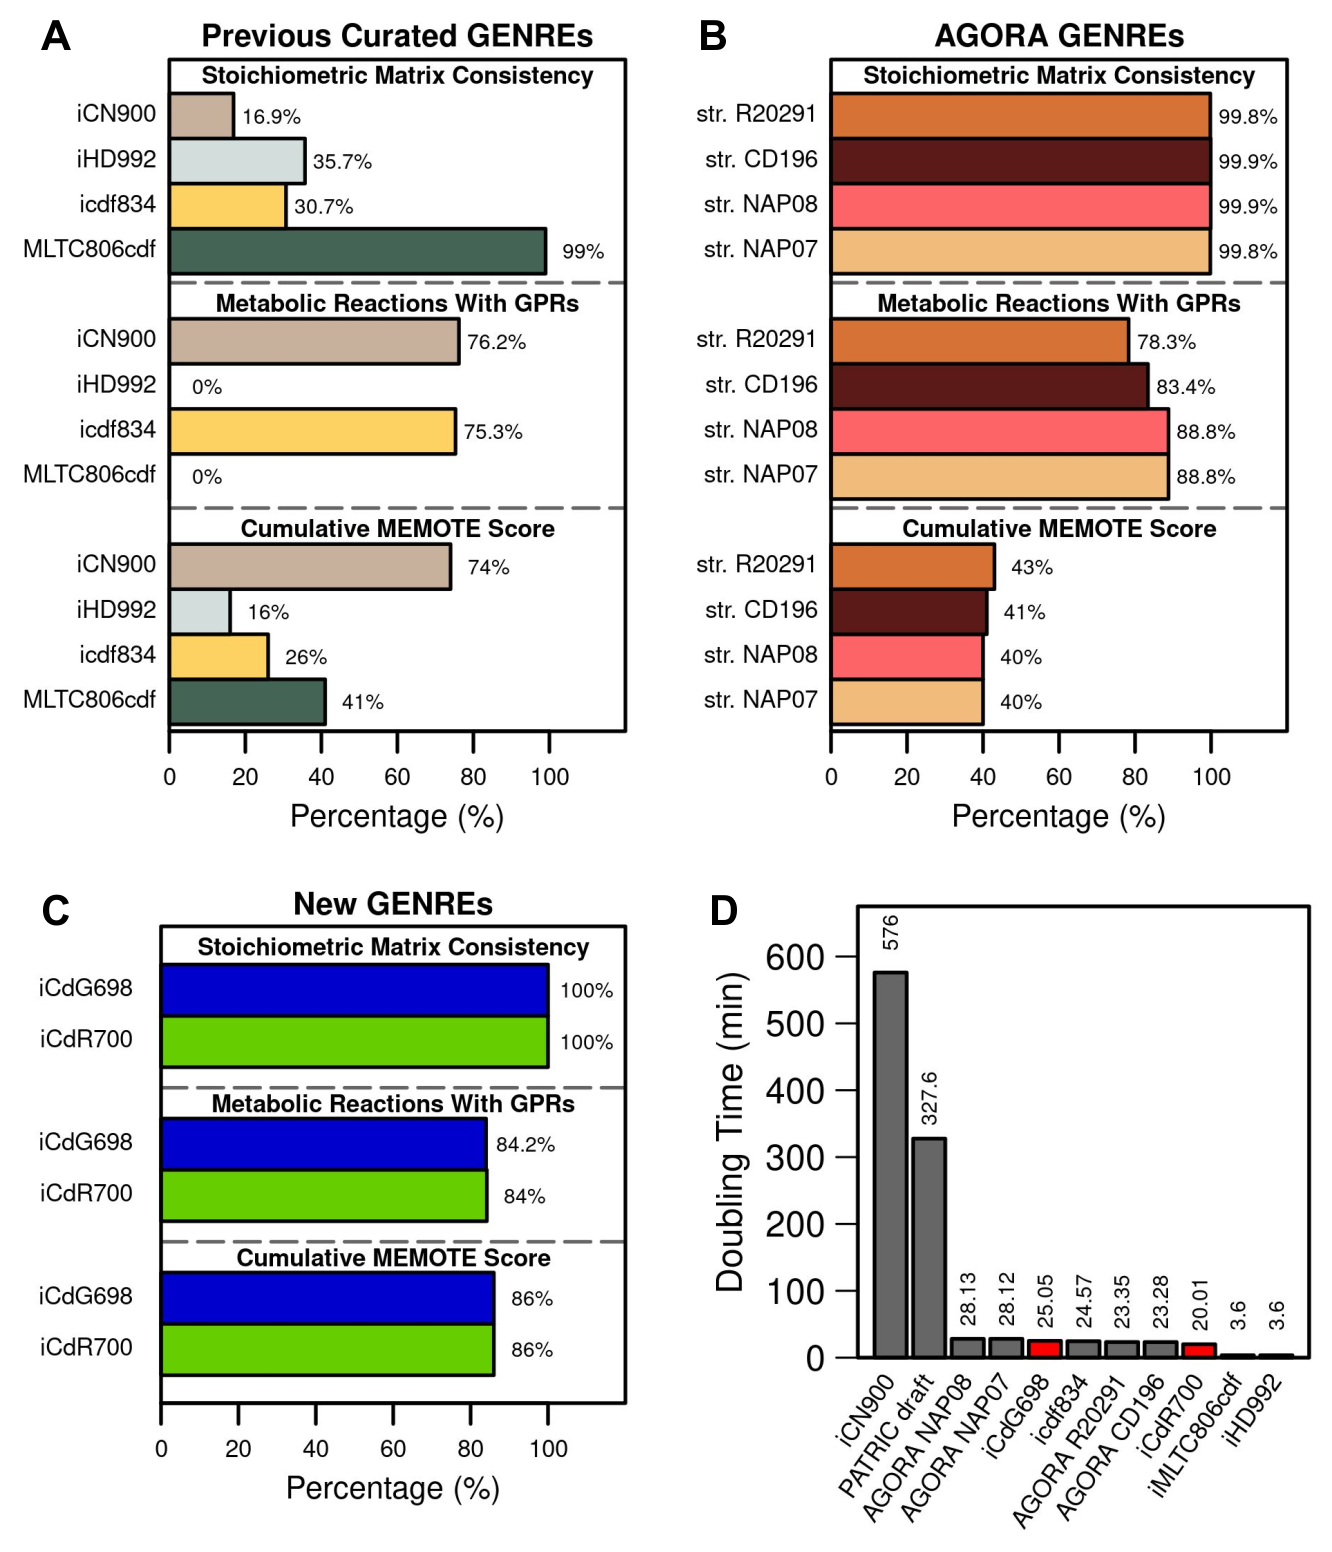 A
Previous Curated GENREs
Stoichiometric Matrix Consistency
iCN900
16.9%
iHD992
35.7%
icdf834
30.7%
MLTC806cdf
99%
Metabolic Reactions With GPRs
iCN900
76.2%
iHD992
0%
icdf834
75.3%
MLTC806cdf
0%
Cumulative MEMOTE Score
iCN900
74%
iHD992
16%
icdf834
26%
MLTC806cdf
41%
0 20 40 60 80 100
Percentage (%)
B
AGORA GENREs
Stoichiometric Matrix Consistency
str. R20291
99.8%
str. CD196
99.9%
str. NAP08
99.9%
str. NAP07
99.8%
Metabolic Reactions With GPRs
str. R20291
78.3%
str. CD196
83.4%
str. NAP08
88.8%
str. NAP07
88.8%
Cumulative MEMOTE Score
str. R20291
43%
str. CD196
41%
str. NAP08
40%
str. NAP07
40%
0 20 40 60 80 100
Percentage (%)
C
New GENREs
Stoichiometric Matrix Consistency
iCdG698
100%
iCdR700
100%
Metabolic Reactions With GPRs
iCdG698
84.2%
iCdR700
84%
Cumulative MEMOTE Score
iCdG698
86%
iCdR700
86%
0 20 40 60 80 100
Percentage (%)
D
Doubling Time (min)
600
500
400
300
200
100
0
576
327.6
28.13
28.12
25.05
24.57
23.35
23.28
20.01
3.6
3.6
iCN900
PATRIC draft
AGORA NAP08
AGORA NAP07
iCdG698
icdf834
AGORA R20291
AGORA CD196
iCdR700
iMLTC806cdf
iHD992